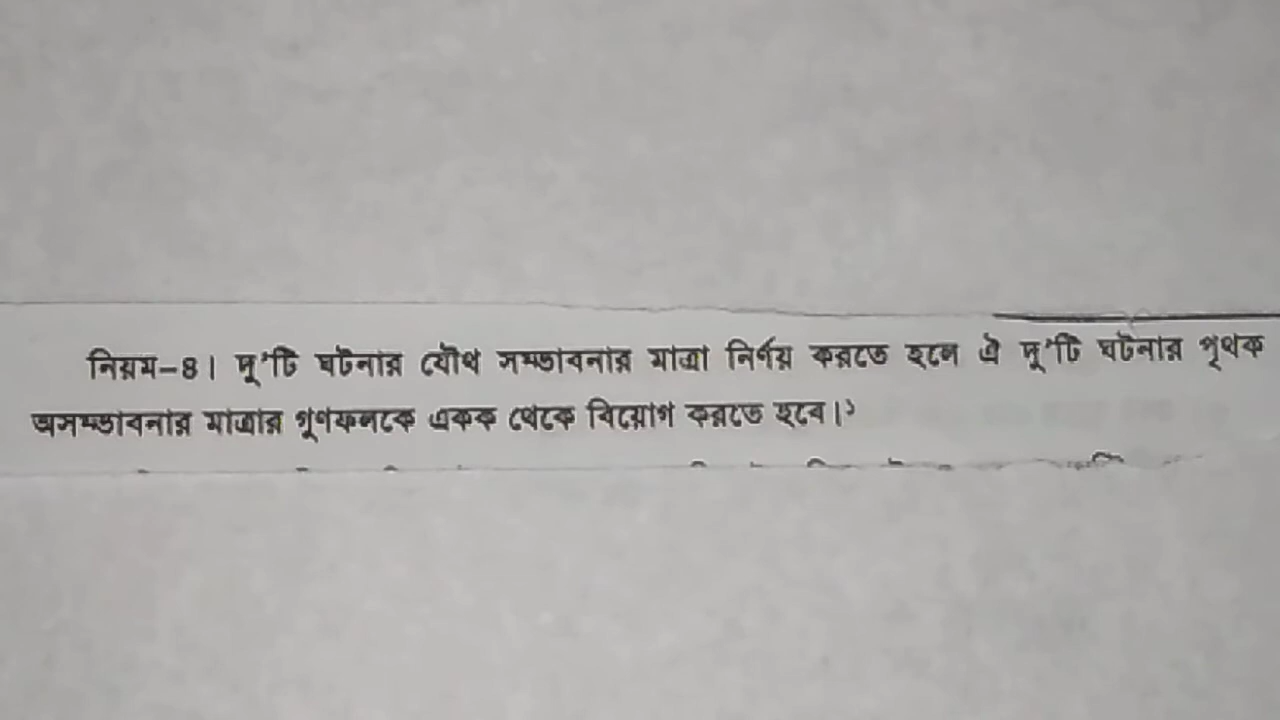 নিয়ম-৪। দু'টি ঘটনার যৌথ সম্ভাবনার মাত্রা নির্ণয় করতে হলে ঐ দু'টি ঘটনার পৃথক
অসম্ভাবনার মাত্রার গূণফলকে একক থেকে বিয়োগ করতে হবে।১